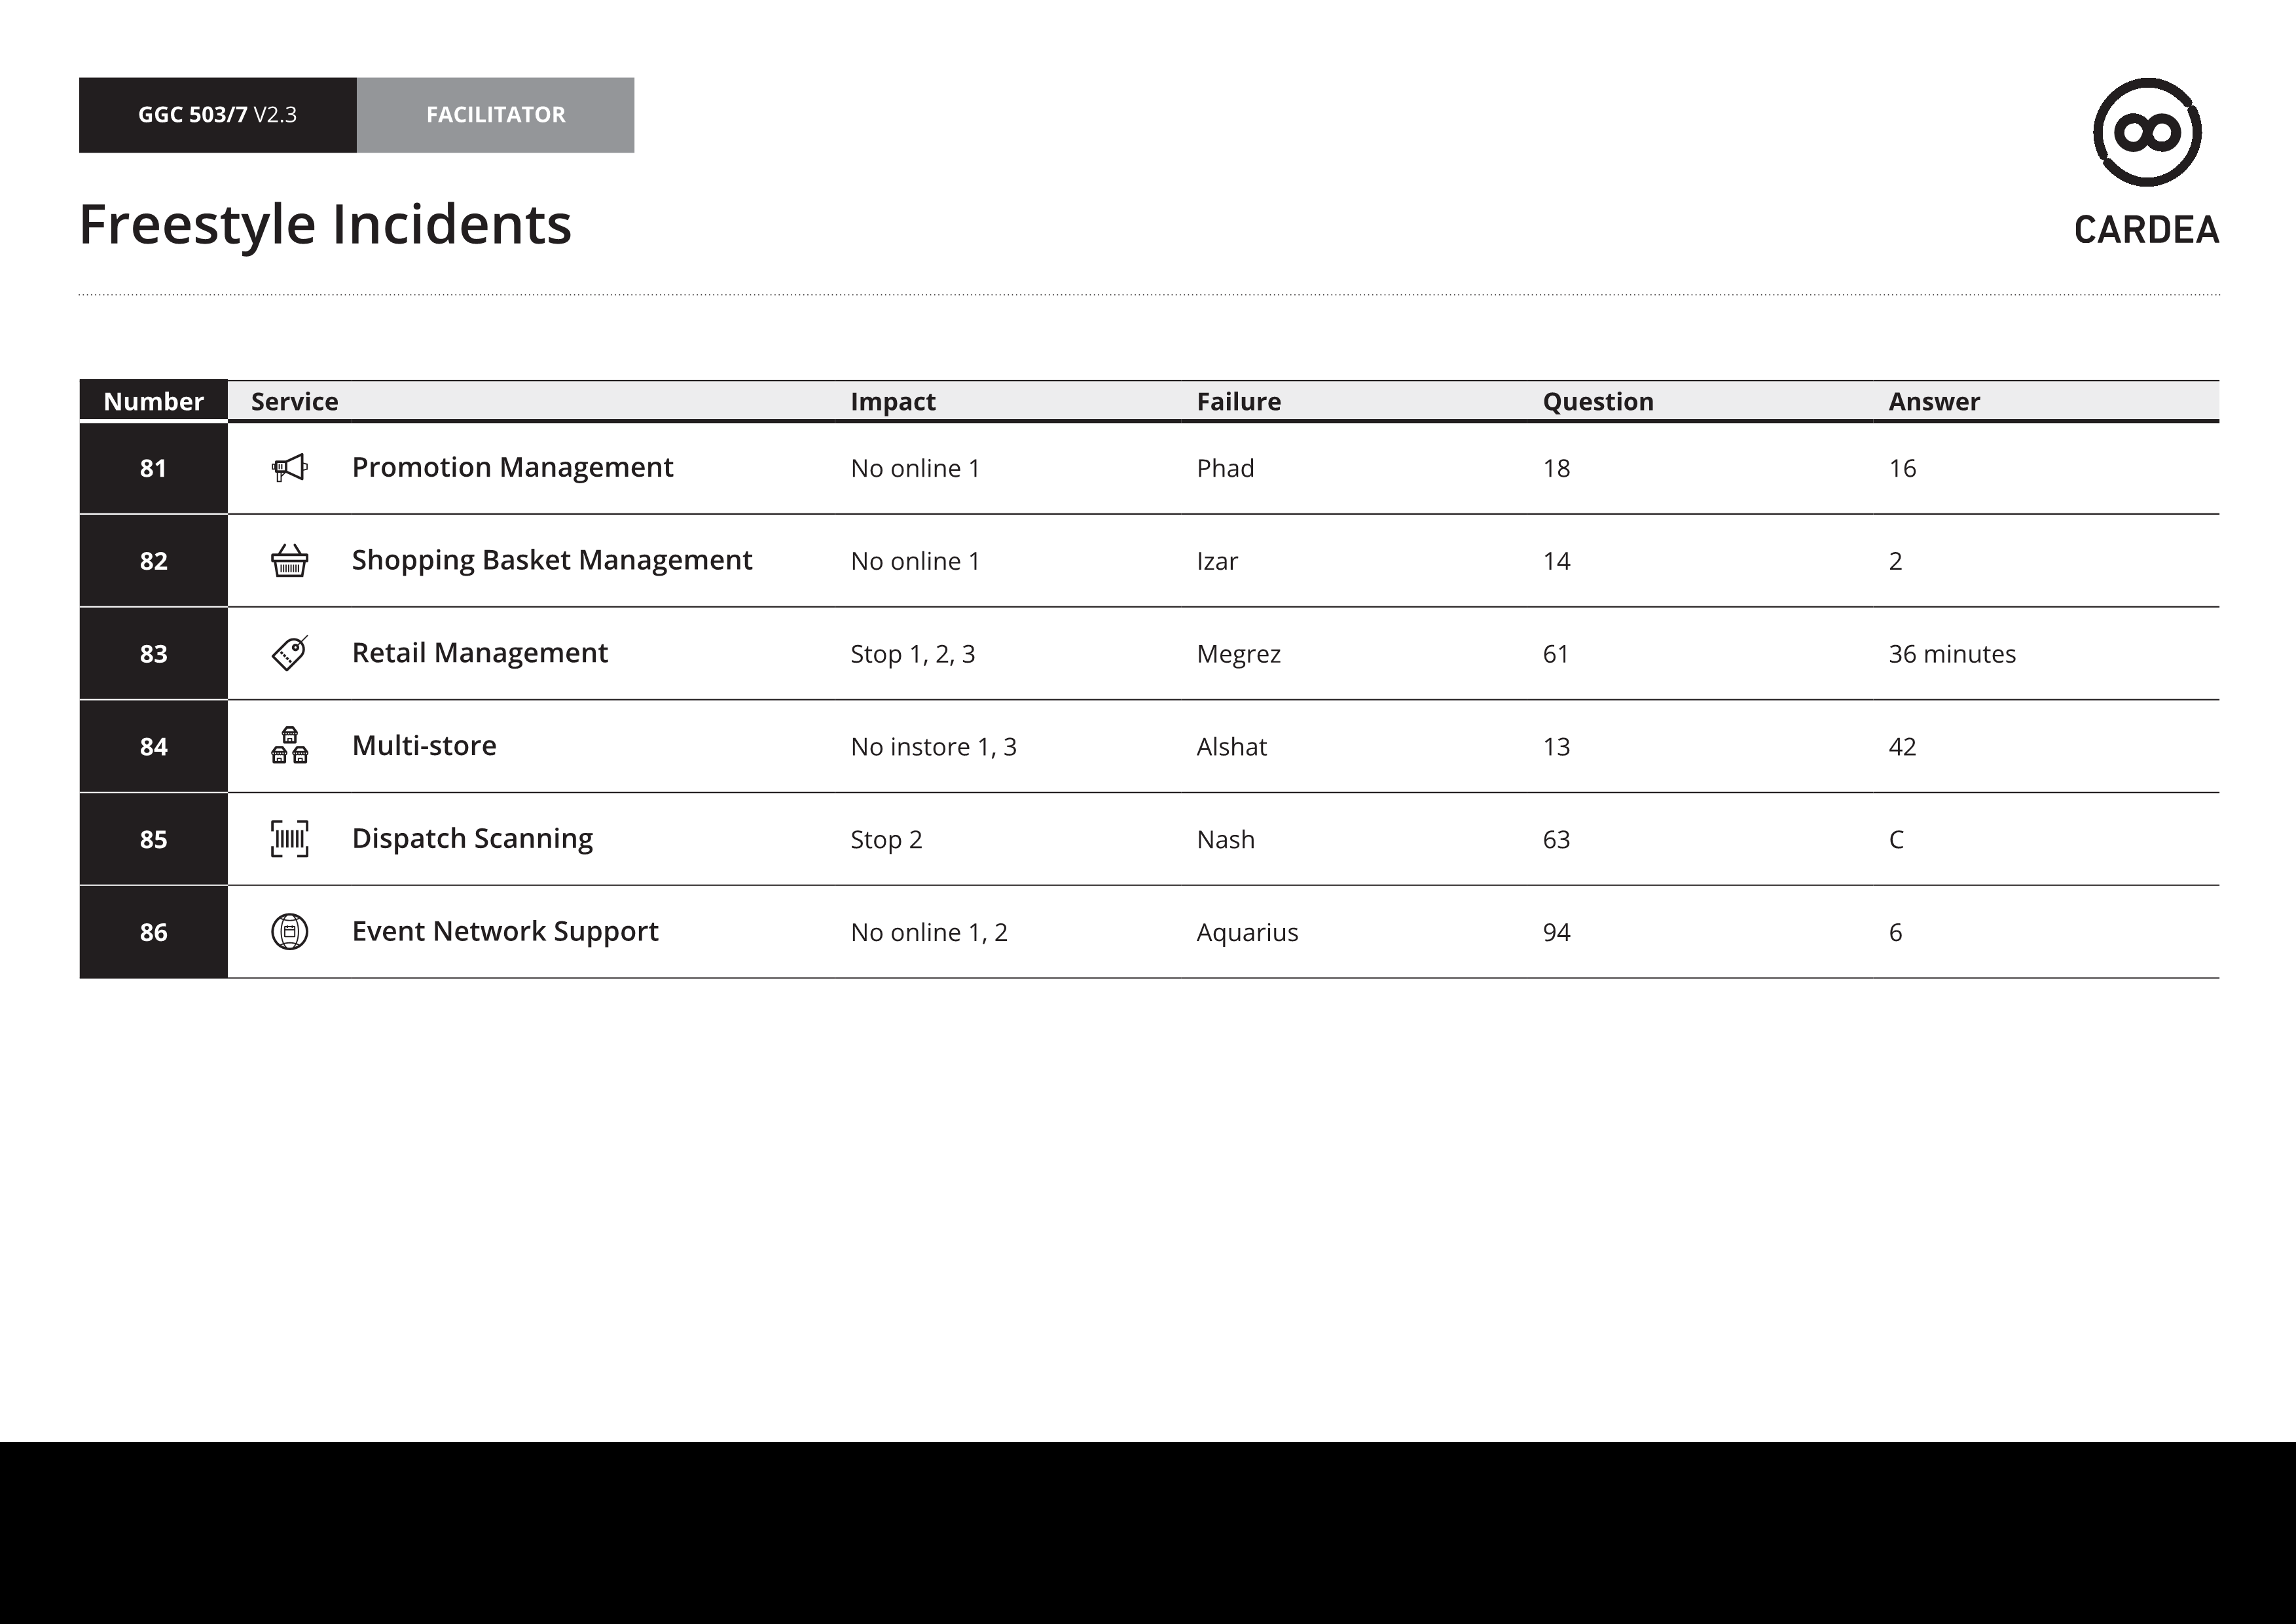 GGC 503/7 V2.3 FACILITATOR
Freestyle Incidents
CARDEA
Number Service Impact Failure Question Answer
81 Promotion Management No online 1 Phad 18 16
82 Shopping Basket Management No online 1 Izar 14 2
83 Retail Management Stop 1, 2, 3 Megrez 61 36 minutes
84 Multi-store No instore 1, 3 Alshat 13 42
85 Dispatch Scanning Stop 2 Nash 63 C
86 Event Network Support No online 1, 2 Aquarius 94 6